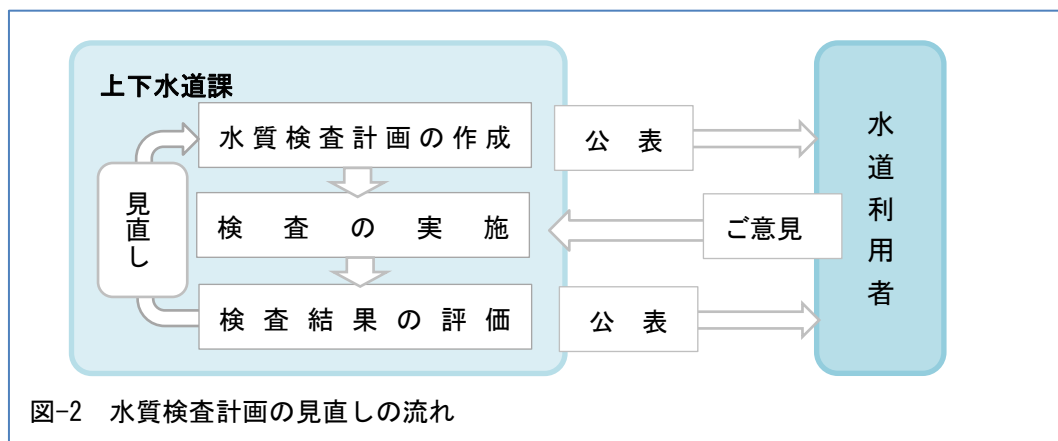 上下水道課
水質検査計画の作成
公表
水道利用者
見直し
検査の実施
ご意見
検査結果の評価
公表
図-2 水質検査計画の見直しの流れ